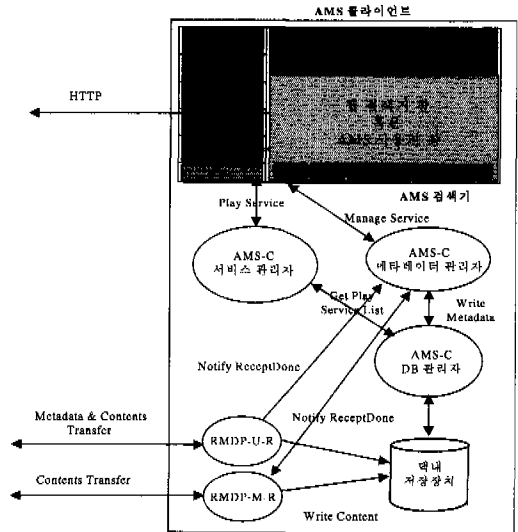 AMS 클라이언트
HTTP
AMS 검색기
Play Service
Manage Service
AMS-C
서비스 관리자
AMS-C
메타데이터 관리자
Get Play
Service List
Write
Metadata
AMS-C
DB 관리자
Notify ReceptDone
Notify ReceptDone
Metadata & Contents
Transfer
RMDP-U-R
Contents Transfer
RMDP-M-R
댁내
저장장치
Write Content